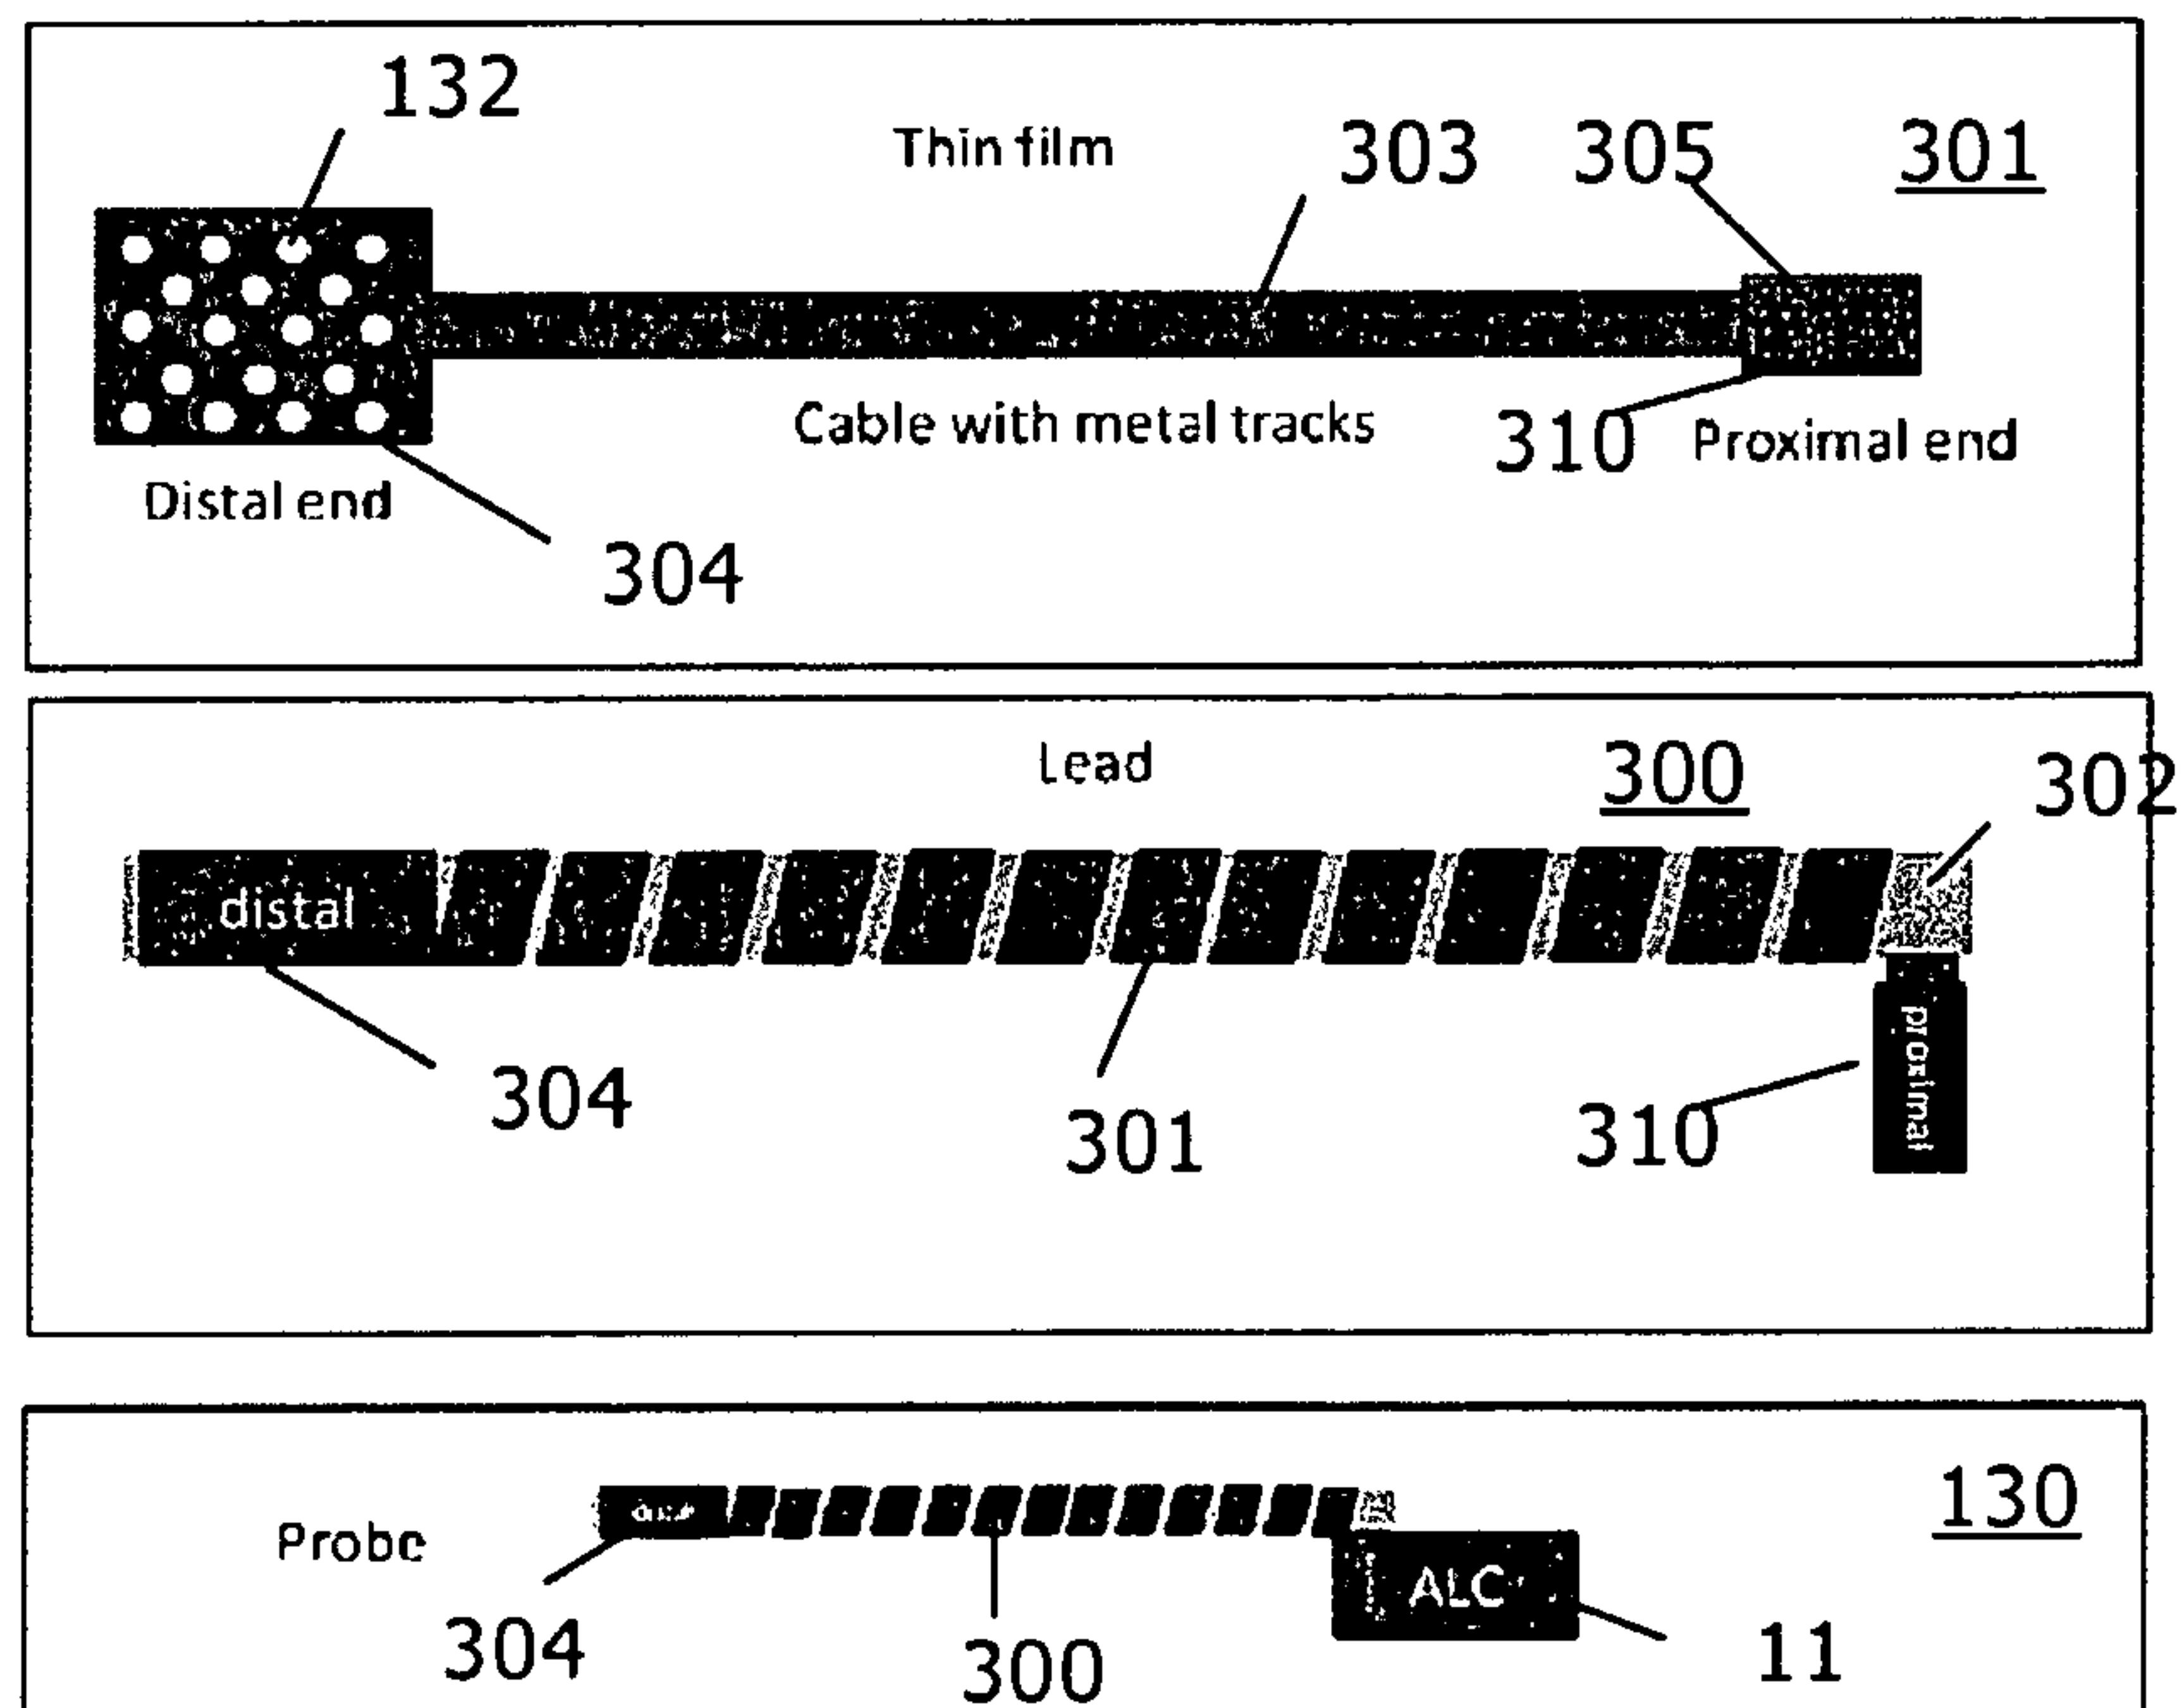 132
Thin film 303 305 301
Cable with metal tracks 310 Proximal end
Distal end
304
Lead 300 302
distal
proximal
304 301 310
130
Probe
ALC
304 300 11